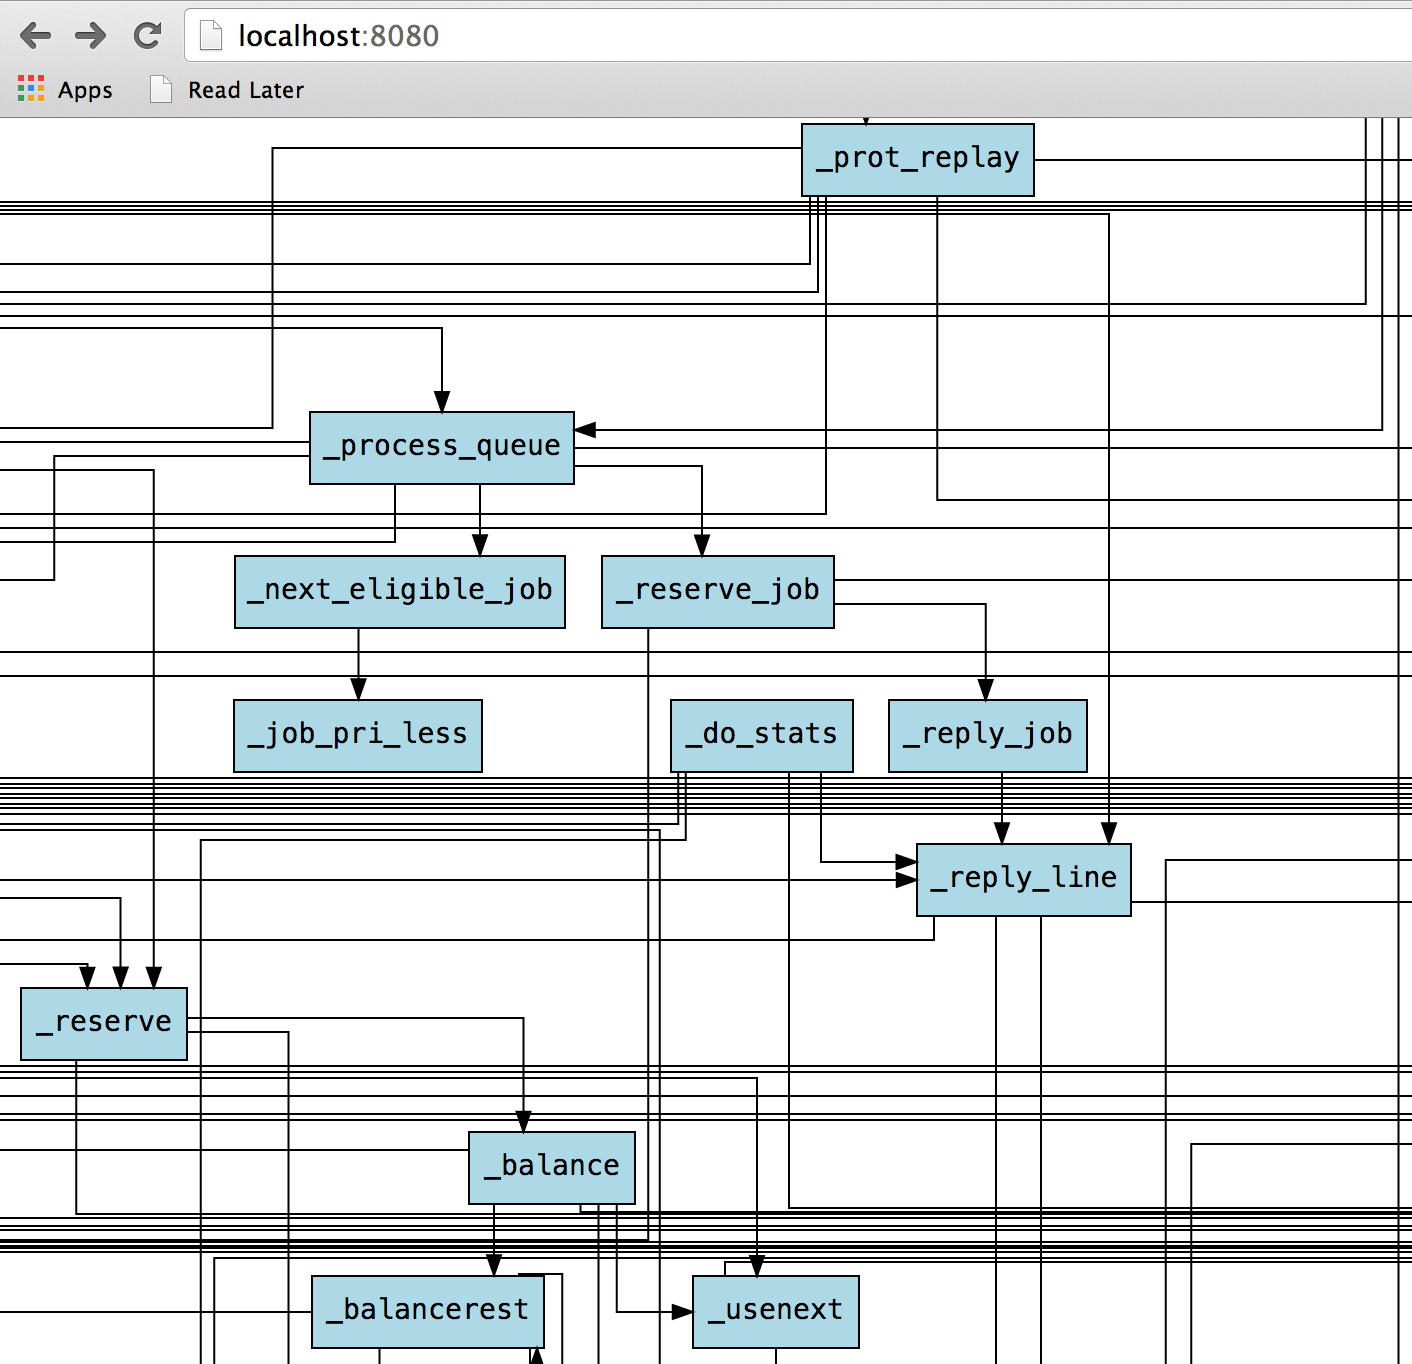 localhost:8080
Apps Read Later
_prot_replay
_process_queue
_next_eligible_job _reserve_job
_job_pri_less _do_stats _reply_job
_reply_line
_reserve
_balance
_balancerest _usenext